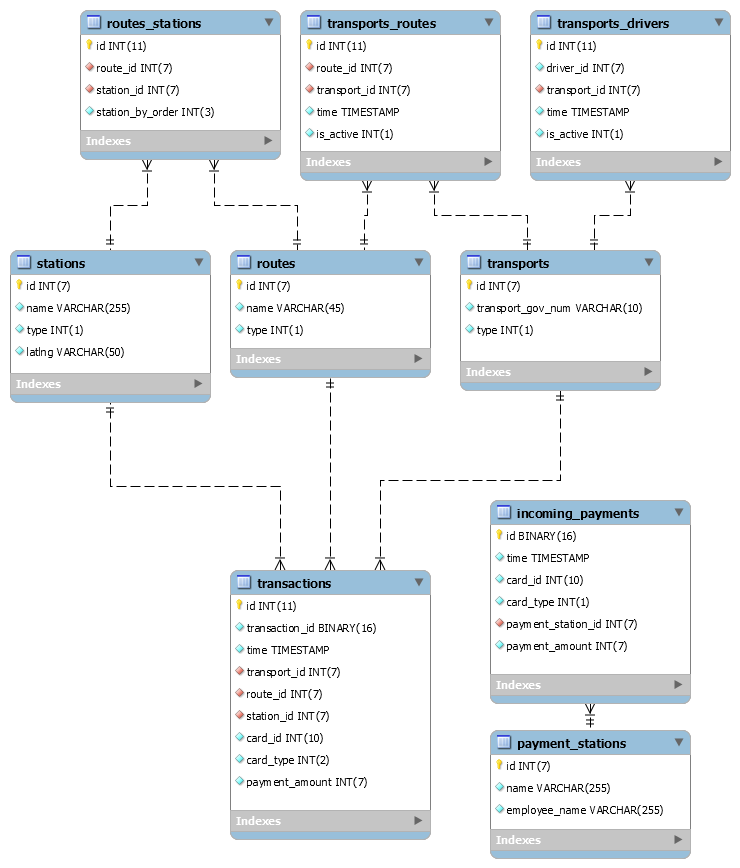 routes_stations
id INT(11)
route_id INT(7)
station_id INT(7)
station_by_order INT(3)
Indexes
transports_routes
id INT(11)
route_id INT(7)
transport_id INT(7)
time TIMESTAMP
is_active INT(1)
Indexes
transports_drivers
id INT(11)
driver_id INT(7)
transport_id INT(7)
time TIMESTAMP
is_active INT(1)
Indexes
stations
id INT(7)
name VARCHAR(255)
type INT(1)
latlng VARCHAR(50)
Indexes
routes
id INT(7)
name VARCHAR(45)
type INT(1)
Indexes
transports
id INT(7)
transport_gov_num VARCHAR(10)
type INT(1)
Indexes
transactions
id INT(11)
transaction_id BINARY(16)
time TIMESTAMP
transport_id INT(7)
route_id INT(7)
station_id INT(7)
card_id INT(10)
card_type INT(2)
payment_amount INT(7)
Indexes
incoming_payments
id BINARY(16)
time TIMESTAMP
card_id INT(10)
card_type INT(1)
payment_station_id INT(7)
payment_amount INT(7)
Indexes
payment_stations
id INT(7)
name VARCHAR(255)
employee_name VARCHAR(255)
Indexes